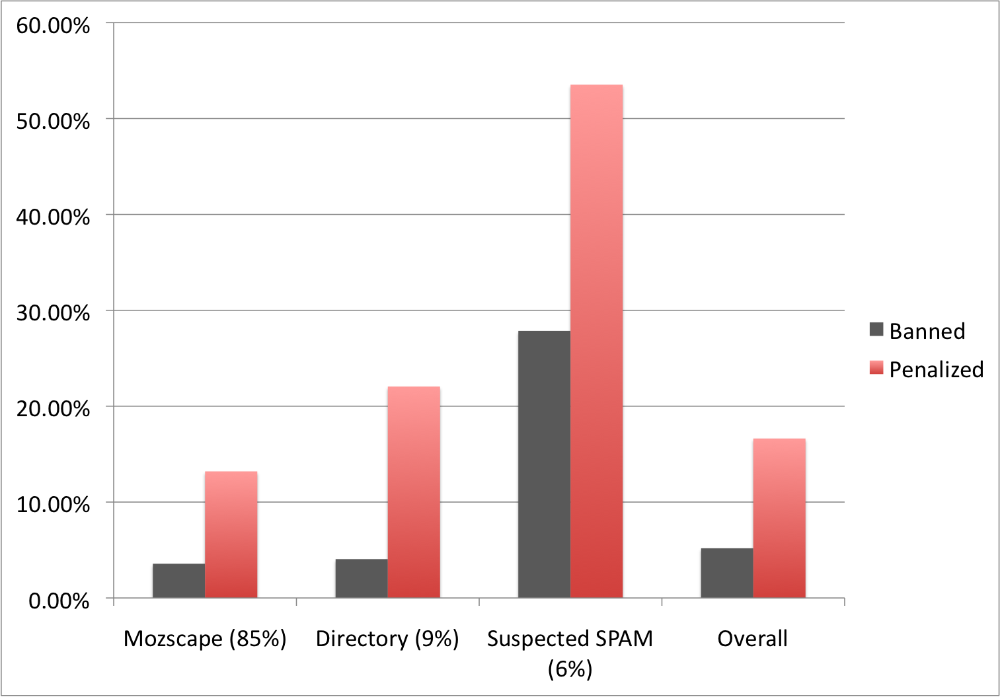 60.00%
50.00%
40.00%
30.00%
20.00%
10.00%
0.00%
Mozscape (85%)
Directory (9%)
Suspected SPAM
(6%)
Overall
Banned
Penalized